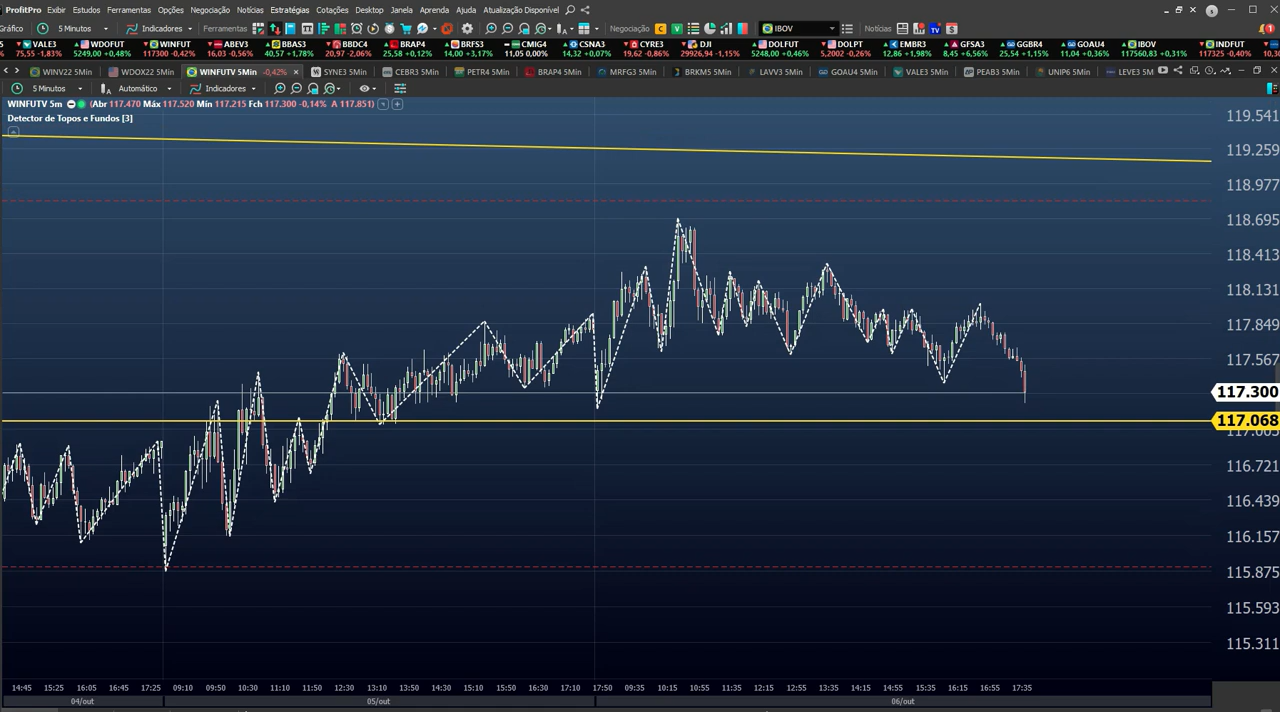 ProfitPro Exibir Estudos Ferramentas Opções Negociação Notícias Estratégias Cotações Desktop Janela Aprenda Ajuda Atualização Disponível
Gráfico 5 Minutos Indicadores Ferramentas Negociação IBOV Notícias
VALE3 WDOFUT WINFUT ABEV3 BBAS3 BBDC4 BRAP4 BRFS3 CMIG4 CSNA3 CYRE3 DJI DOLFUT DOLPT EMBR3 GFSA3 GGBR4 GOAU4 IBOV INDFUT
75,55 -1,83% 5249,00 +0,48% 117300 -0,42% 16,03 -0,56% 40,57 +1,78% 20,97 -2,06% 25,58 +0,12% 14,00 +3,17% 11,05 0,00% 14,32 -0,07% 19,62 -0,86% 29926,94 -1,15% 5248,00 +0,46% 5,2002 -0,36% 12,86 +1,98% 8,45 +6,56% 25,54 +1,15% 11,04 +0,36% 117560,83 +0,31% 117325 -0,40%
WINV22 5Min WDOX22 5Min WINFUTV 5Min -0,42% SYNE3 5Min CEBR3 5Min PETR4 5Min BRAP4 5Min MRFG3 5Min BRKM5 5Min LAVV3 5Min GOAU4 5Min VALE3 5Min PEAB3 5Min UNIP6 5Min LEVE3 5M
5 Minutos Automático Indicadores
WINFUTV 5m (Abr 117.470 Máx 117.520 Mín 117.215 Fch 117.300 -0,14% A 117.851)
Detector de Topos e Fundos [3]
119.541
119.259
118.977
118.695
118.413
118.131
117.849
117.567
117.300
117.068
117.005
116.721
116.439
116.157
115.875
115.593
115.311
14:45 15:25 16:05 16:45 17:25 09:10 09:50 10:30 11:10 11:50 12:30 13:10 13:50 14:30 15:10 15:50 16:30 17:10 17:50 09:35 10:15 10:55 11:35 12:15 12:55 13:35 14:15 14:55 15:35 16:15 16:55 17:35
04/out 05/out 06/out